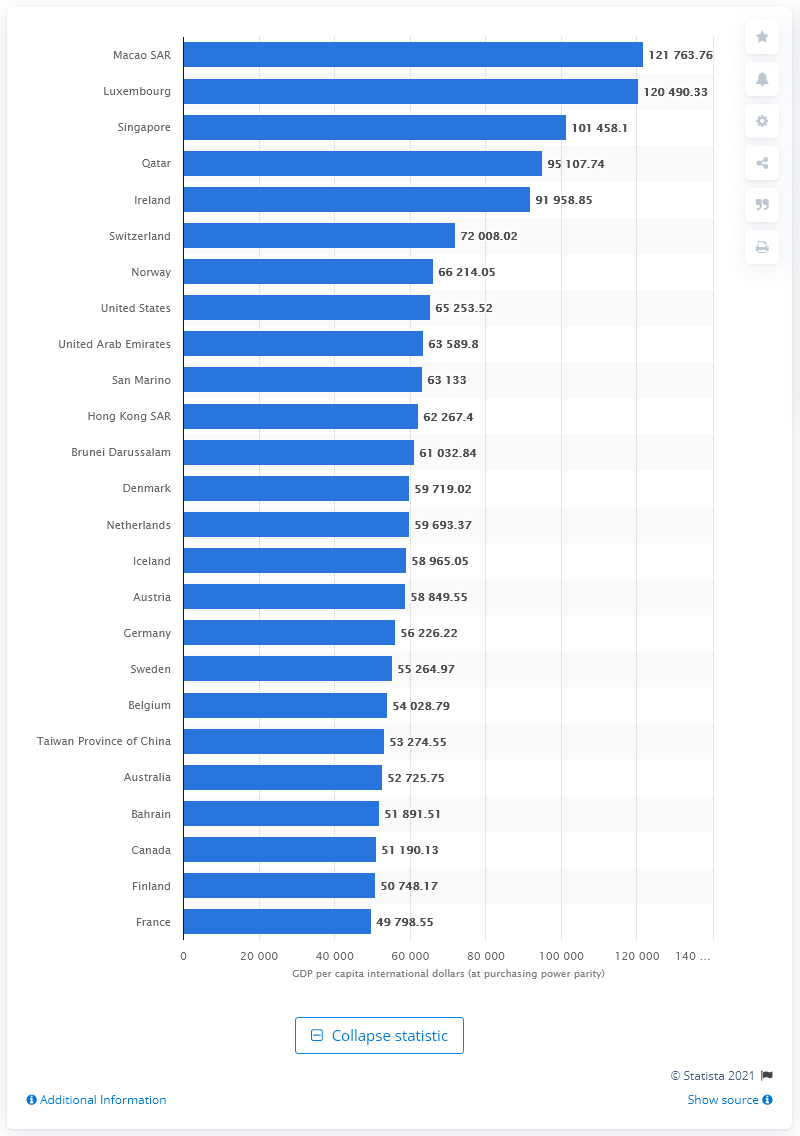 Macao SAR 121 763.76
Luxembourg 120 490.33
Singapore 101 458.1
Qatar 95 107.74
Ireland 91 958.85
Switzerland 72 008.02
Norway 66 214.05
United States 65 253.52
United Arab Emirates 63 589.8
San Marino 63 133
Hong Kong SAR 62 267.4
Brunei Darussalam 61 032.84
Denmark 59 719.02
Netherlands 59 693.37
Iceland 58 965.05
Austria 58 849.55
Germany 56 226.22
Sweden 55 264.97
Belgium 54 028.79
Taiwan Province of China 53 274.55
Australia 52 725.75
Bahrain 51 891.51
Canada 51 190.13
Finland 50 748.17
France 49 798.55
0 20 000 40 000 60 000 80 000 100 000 120 000 140 ...
GDP per capita international dollars (at purchasing power parity)
Collapse statistic
© Statista 2021
Additional Information Show source